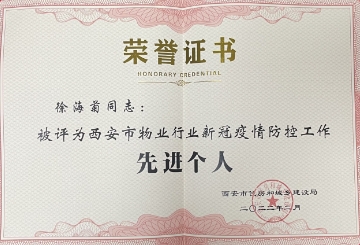 荣誉证书
HONORARY CREDENTIAL
徐海菊同志：
被评为西安市物业行业新冠疫情防控工作
先进个人
西安市住房和城乡建设局
二〇二二年 月